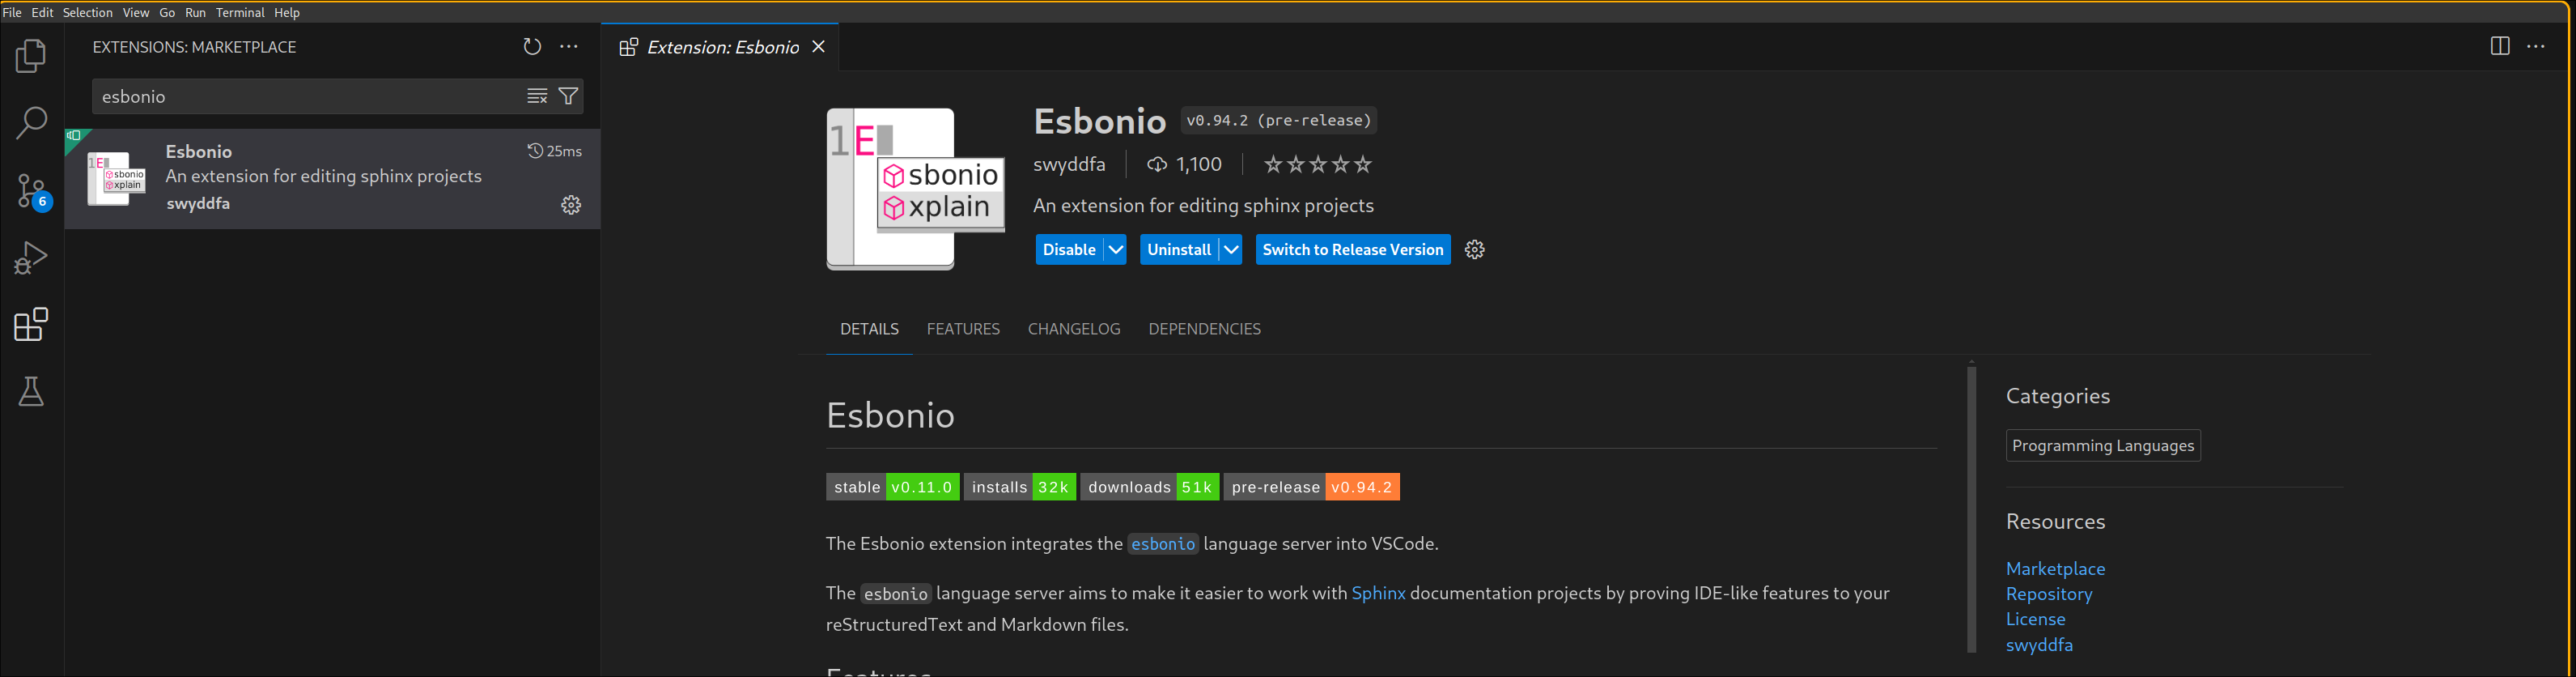 File Edit Selection View Go Run Terminal Help
EXTENSIONS: MARKETPLACE
esbonio
1E
sbonio
xplain
Esbonio
25ms
An extension for editing sphinx projects
swyddfa
6
Extension: Esbonio
1E
sbonio
xplain
Esbonio v0.94.2 (pre-release)
swyddfa 1,100
An extension for editing sphinx projects
Disable Uninstall Switch to Release Version
DETAILS FEATURES CHANGELOG DEPENDENCIES
Esbonio
stable v0.11.0 installs 32k downloads 51k pre-release v0.94.2
The Esbonio extension integrates the esbonio language server into VSCode.
The esbonio language server aims to make it easier to work with Sphinx documentation projects by proving IDE-like features to your
reStructuredText and Markdown files.
Features
Categories
Programming Languages
Resources
Marketplace
Repository
License
swyddfa